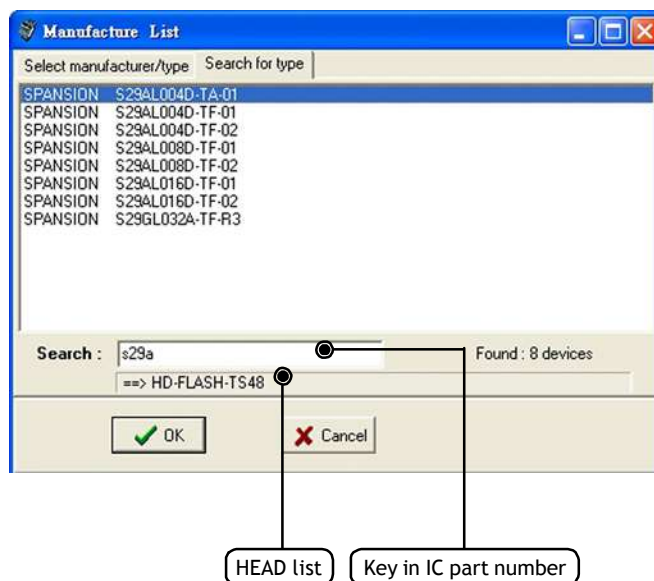 Manufacture List
Select manufacturer/type Search for type
SPANSION S29AL004D-TA-01
SPANSION S29AL004D-TF-01
SPANSION S29AL004D-TF-02
SPANSION S29AL008D-TF-01
SPANSION S29AL008D-TF-02
SPANSION S29AL016D-TF-01
SPANSION S29AL016D-TF-02
SPANSION S29GL032A-TF-R3
Search : s29a Found : 8 devices
==> HD-FLASH-TS48
OK Cancel
HEAD list Key in IC part number